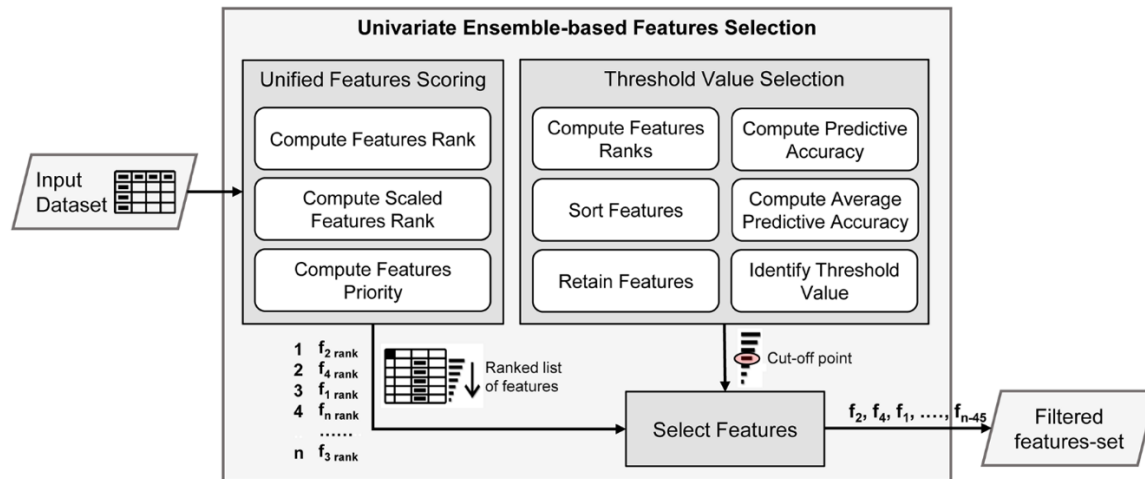 Univariate Ensemble-based Features Selection
Unified Features Scoring
Compute Features Rank
Compute Scaled
Features Rank
Compute Features
Priority
Threshold Value Selection
Compute Features
Ranks
Sort Features
Retain Features
Compute Predictive
Accuracy
Compute Average
Predictive Accuracy
Identify Threshold
Value
Input
Dataset
1 f2 rank
2 f4 rank
3 f1 rank
4 fn rank
.. ......
n f3 rank
Ranked list
of features
Cut-off point
Select Features
f2, f4, f1, ...., fn-45
Filtered
features-set